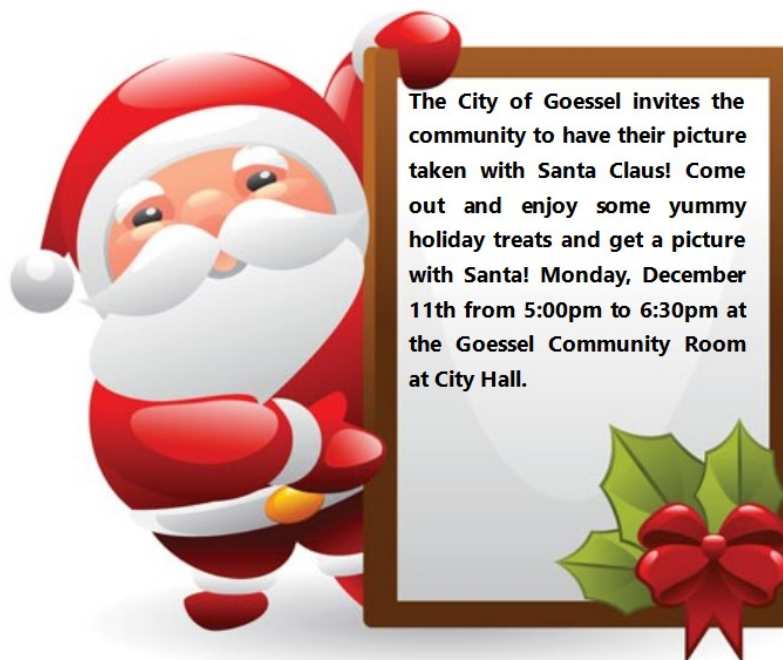 The City of Goessel invites the
community to have their picture
taken with Santa Claus! Come
out and enjoy some yummy
holiday treats and get a picture
with Santa! Monday, December
11th from 5:00pm to 6:30pm at
the Goessel Community Room
at City Hall.